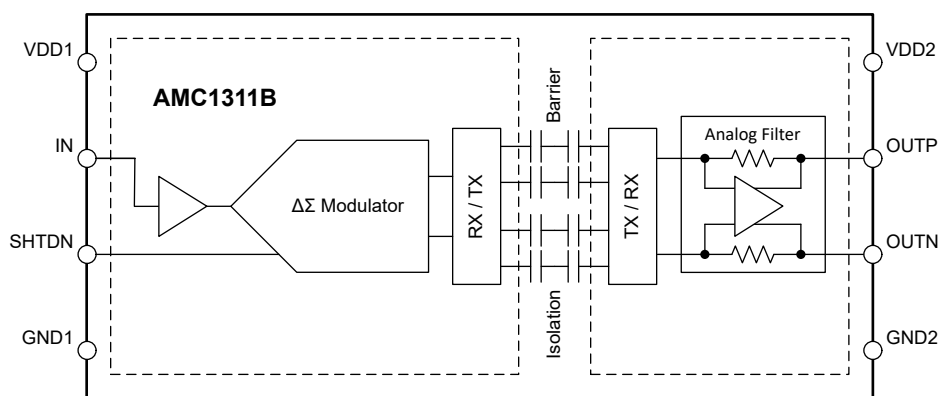 VDD1
VDD2
AMC1311B
Barrier
IN
Analog Filter
OUTP
ΔΣ Modulator
RX / TX
TX / RX
SHTDN
OUTN
GND1
Isolation
GND2